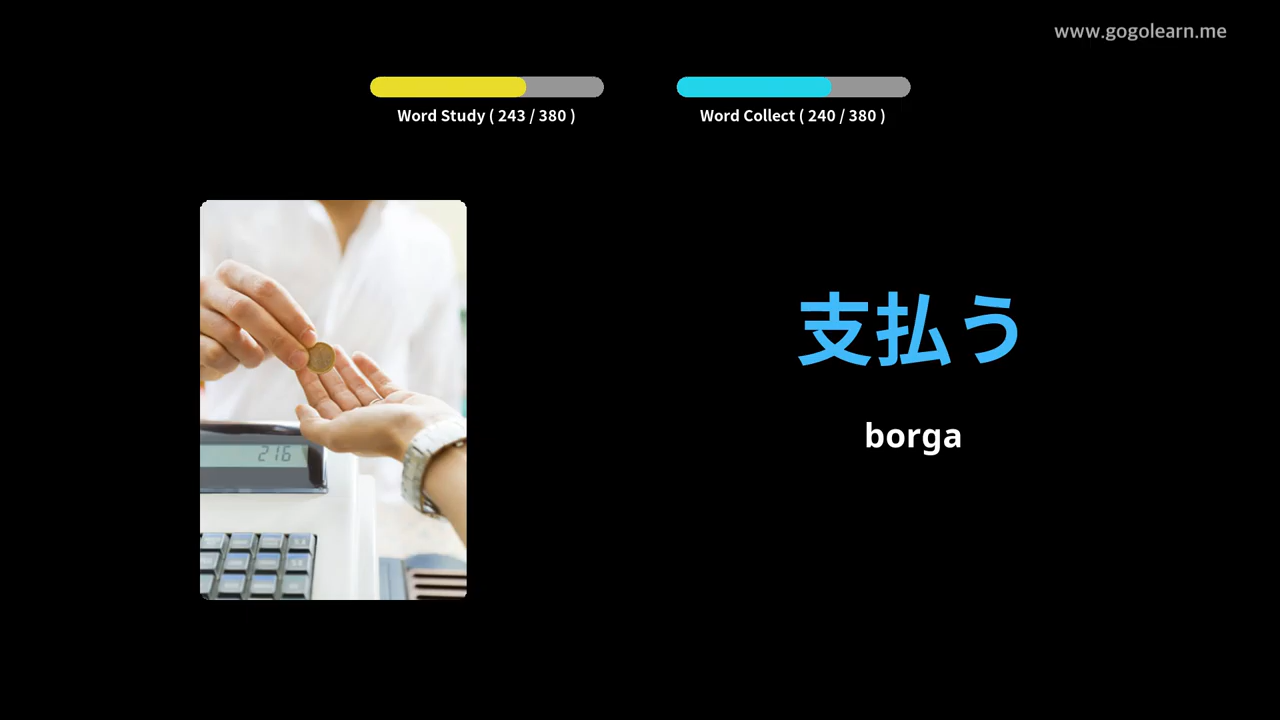 www.gogolearn.me
Word Study ( 243 / 380 )
Word Collect ( 240 / 380 )
216
支払う
borga